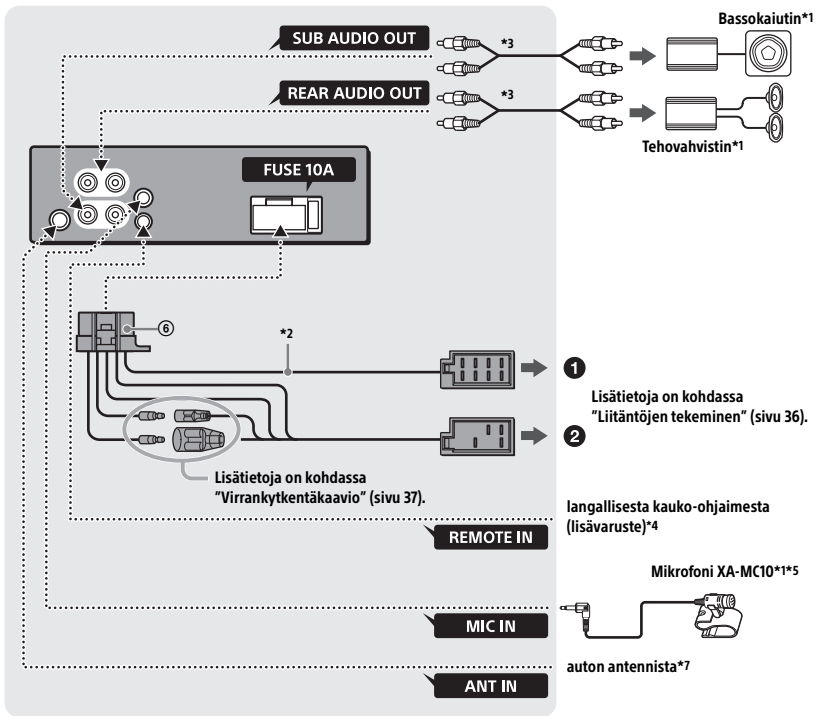 Bassokaiutin*1
SUB AUDIO OUT
*3
REAR AUDIO OUT
*3
Tehovahvistin*1
FUSE 10A
⑥
*2
❶
Lisätietoja on kohdassa
"Liitäntöjen tekeminen" (sivu 36).
❷
Lisätietoja on kohdassa
"Virrankytkentäkaavio" (sivu 37).
langallisesta kauko-ohjaimesta
(lisävaruste)*4
REMOTE IN
Mikrofoni XA-MC10*1*5
MIC IN
auton antennista*7
ANT IN